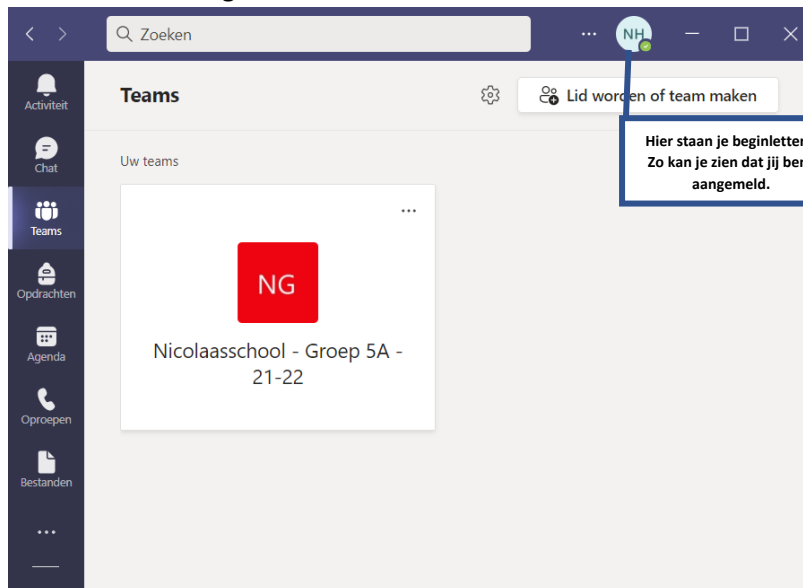 Zoeken
NH
Activiteit
Chat
Teams
Opdrachten
Agenda
Oproepen
Bestanden
Teams
Lid worden of team maken
Hier staan je beginletter
Zo kan je zien dat jij ber
aangemeld.
Uw teams
NG
Nicolaasschool - Groep 5A -
21-22